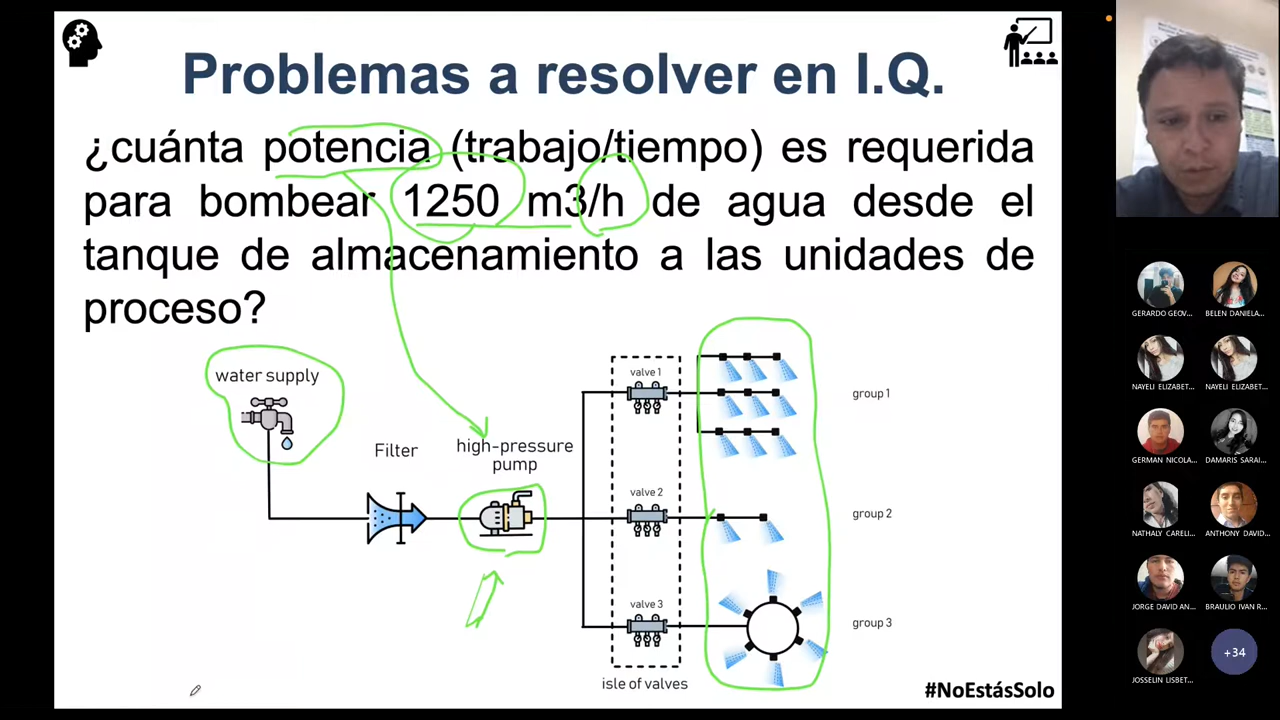 Problemas a resolver en I.Q.
¿cuánta potencia (trabajo/tiempo) es requerida
para bombear 1250 m3/h de agua desde el
tanque de almacenamiento a las unidades de
proceso?
water supply
Filter
high-pressure
pump
valve 1
valve 2
valve 3
isle of valves
group 1
group 2
group 3
#NoEstásSolo
GERARDO GEOV...
BELEN DANIELA...
NAYELI ELIZABET...
NAYELI ELIZABET...
GERMAN NICOLA...
DAMARIS SARAI...
NATHALY CARELI...
ANTHONY DAVID...
JORGE DAVID AN...
BRAULIO IVAN R...
JOSSELIN LISBET...
+34